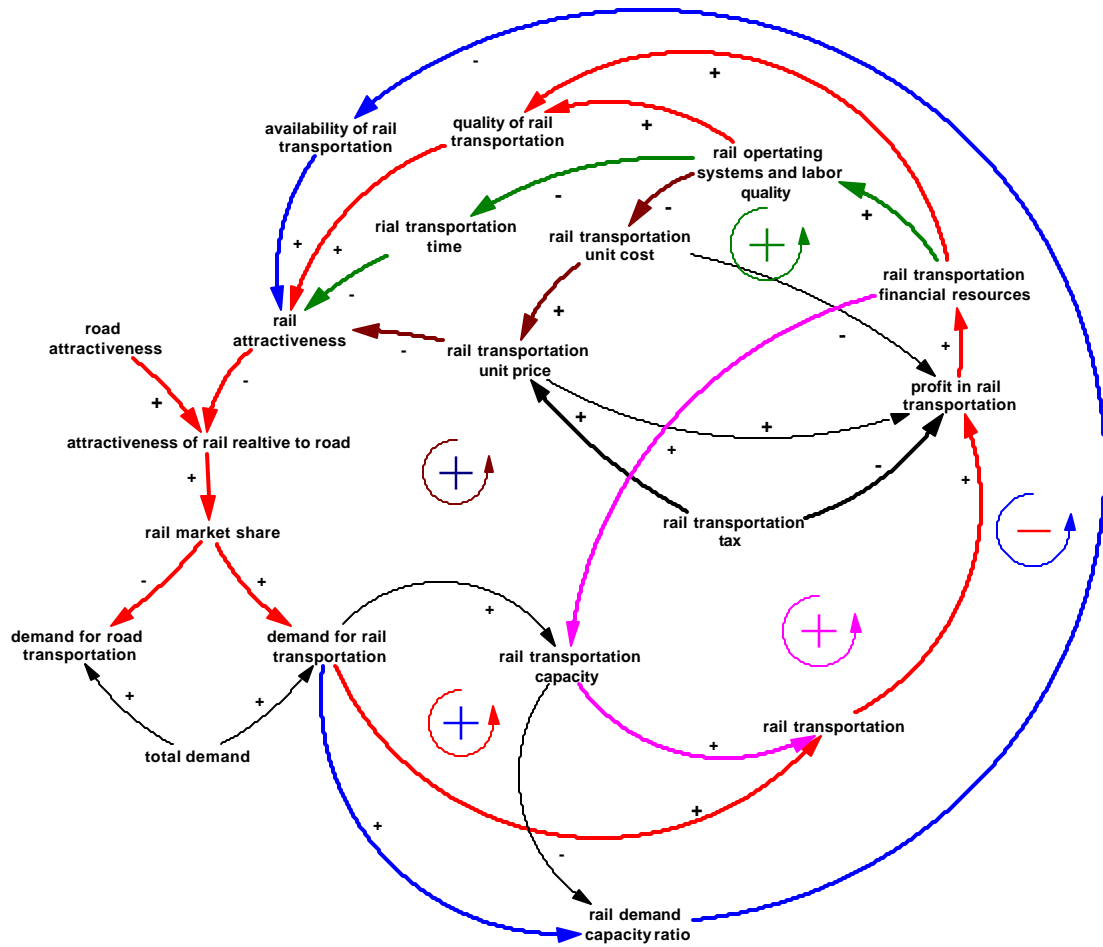 availability of rail
transportation
quality of rail
transportation
rail opertating
systems and labor
quality
rial transportation
time
rail transportation
unit cost
rail transportation
financial resources
road
attractiveness
rail
attractiveness
rail transportation
unit price
profit in rail
transportation
attractiveness of rail realtive to road
rail market share
rail transportation
tax
demand for road
transportation
demand for rail
transportation
rail transportation
capacity
total demand
rail transportation
rail demand
capacity ratio